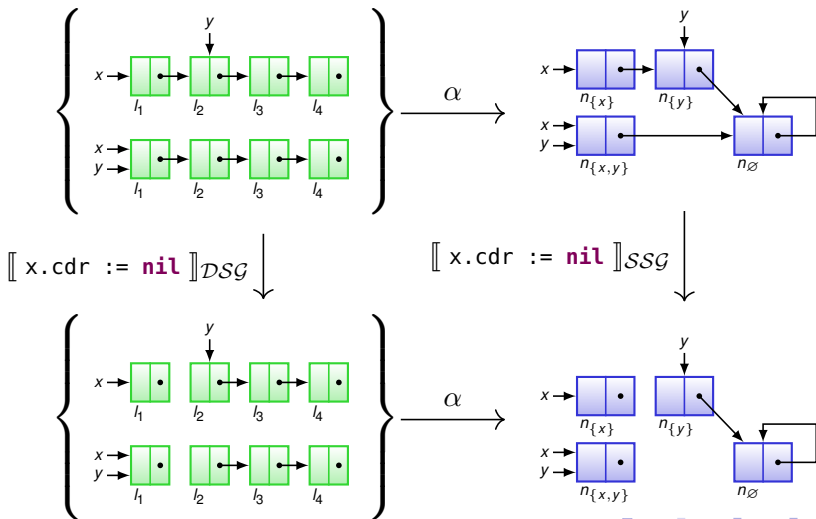 y
x
l1 l2 l3 l4
x
y
l1 l2 l3 l4
α
y
x
n{x} n{y}
x
y
n{x,y} n∅
⟦ x.cdr := nil ⟧DSG
⟦ x.cdr := nil ⟧SSG
y
x
l1 l2 l3 l4
x
y
l1 l2 l3 l4
α
y
x
n{x} n{y}
x
y
n{x,y} n∅